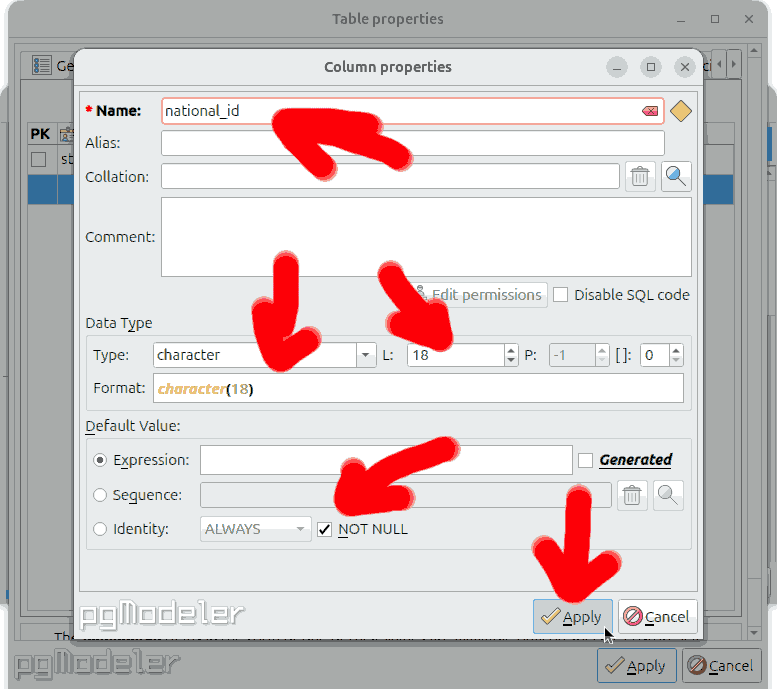 Table properties
Column properties
Ge
* Name: national_id
PK
Alias:
st
Collation:
Comment:
Edit permissions Disable SQL code
Data Type
Type: character L: 18 P: -1 [ ]: 0
Format: character(18)
Default Value:
Expression: Generated
Sequence:
Identity: ALWAYS NOT NULL
pgModeler Apply Cancel
pgModeler Apply Cancel